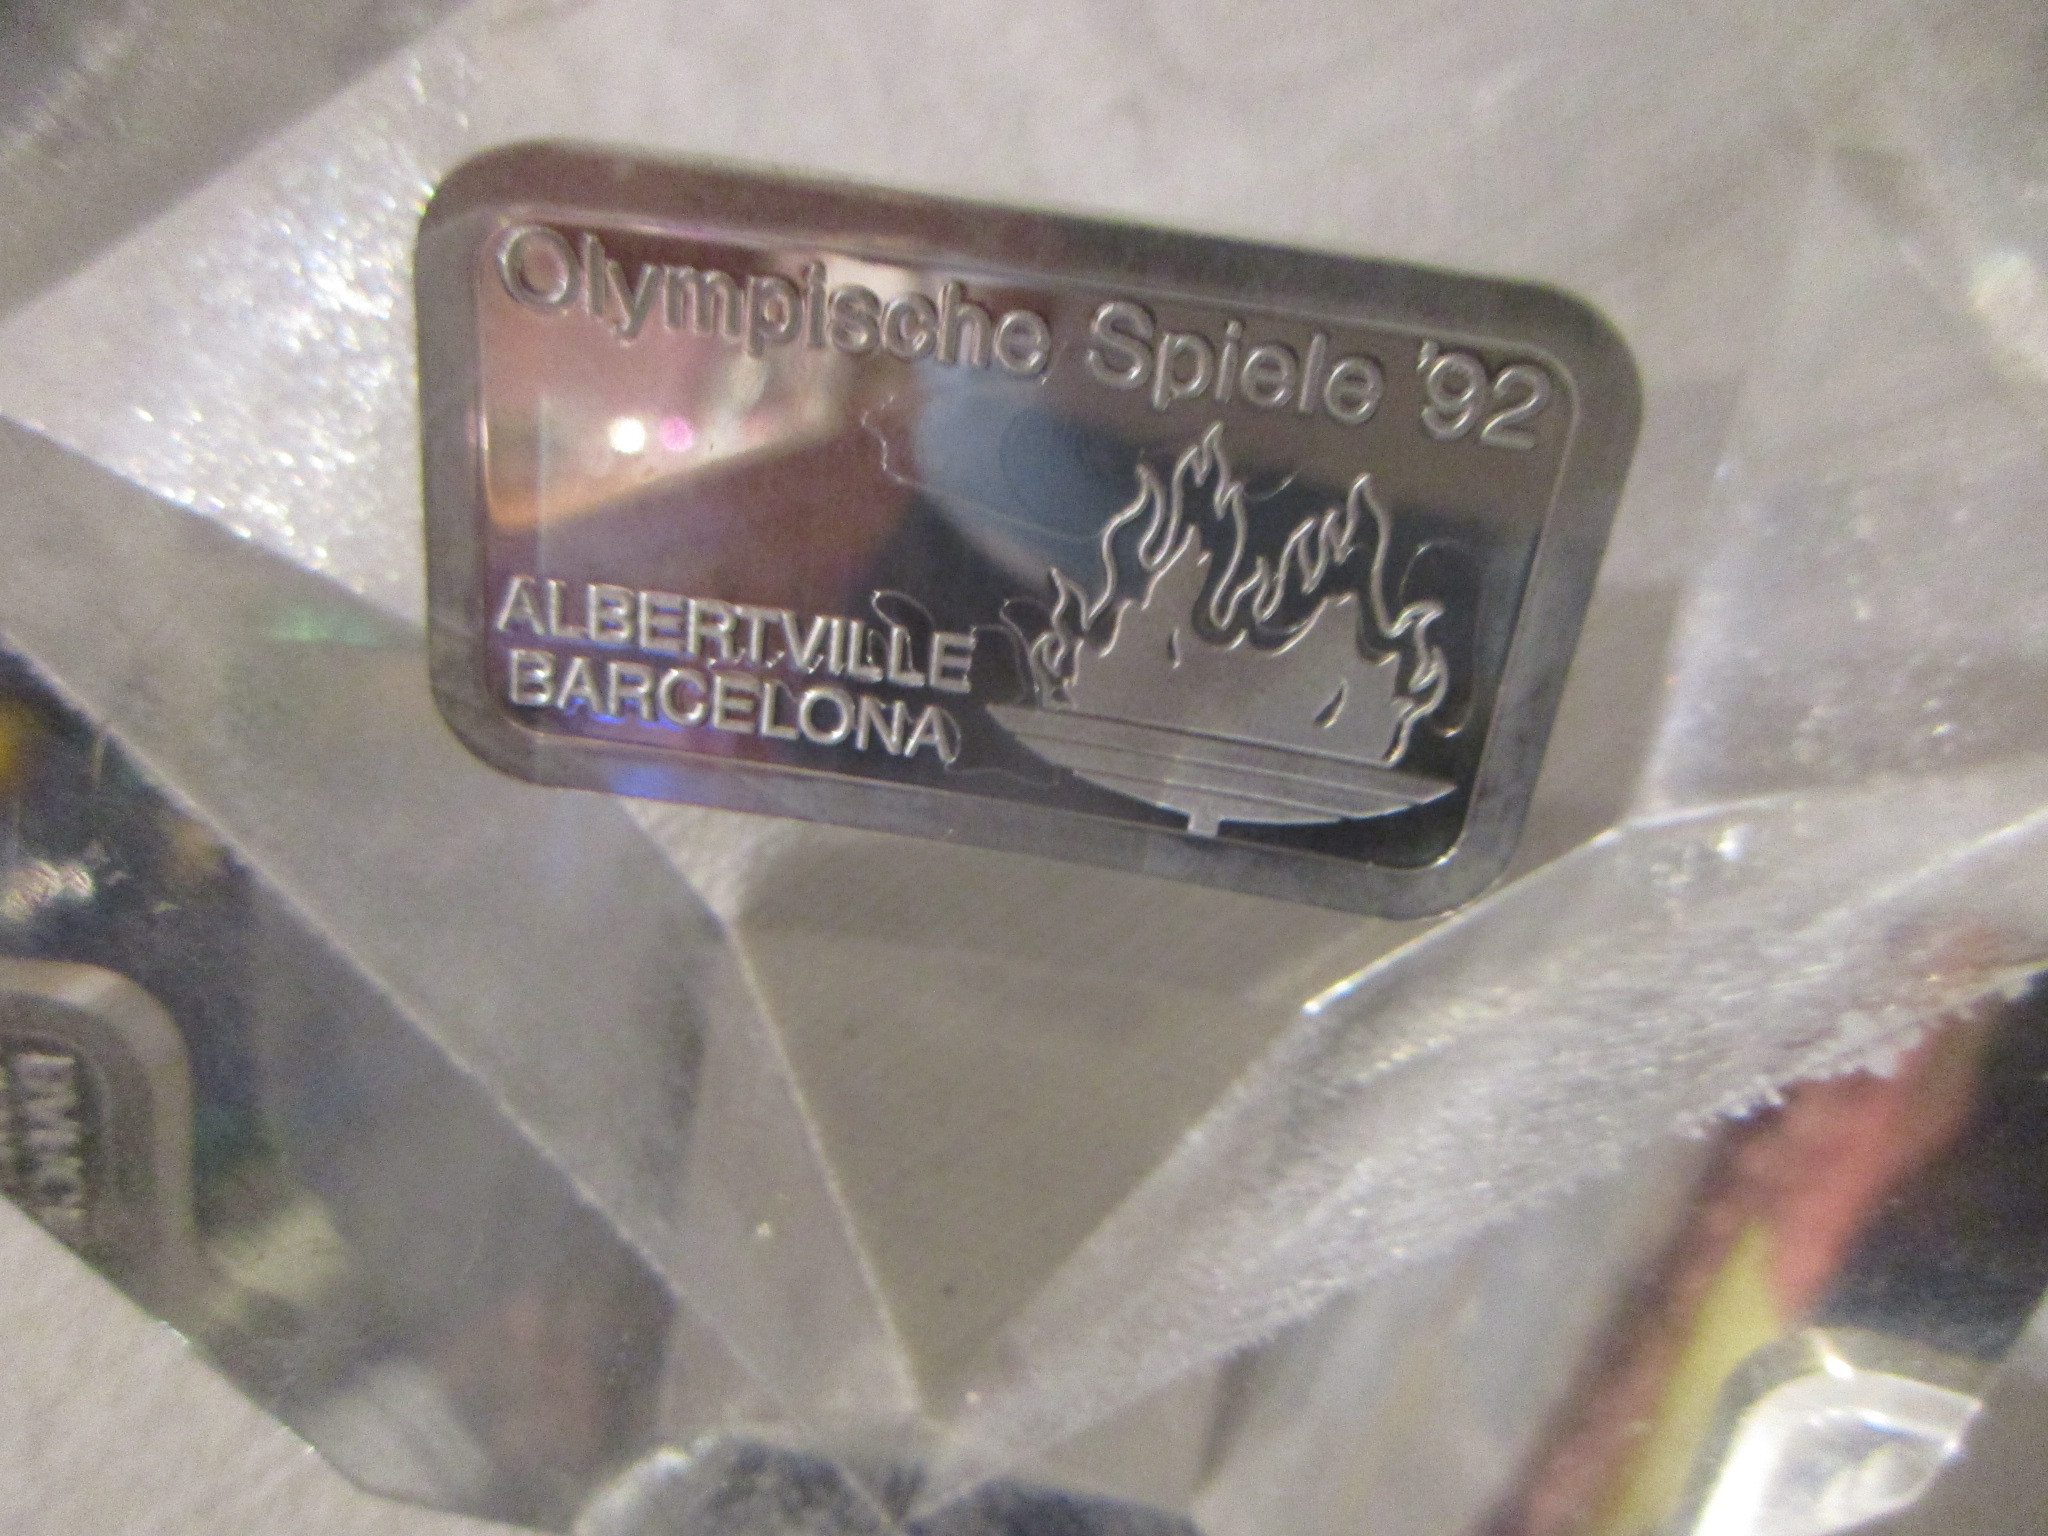 Olympische Spiele '92
ALBERTVILLE
BARCELONA